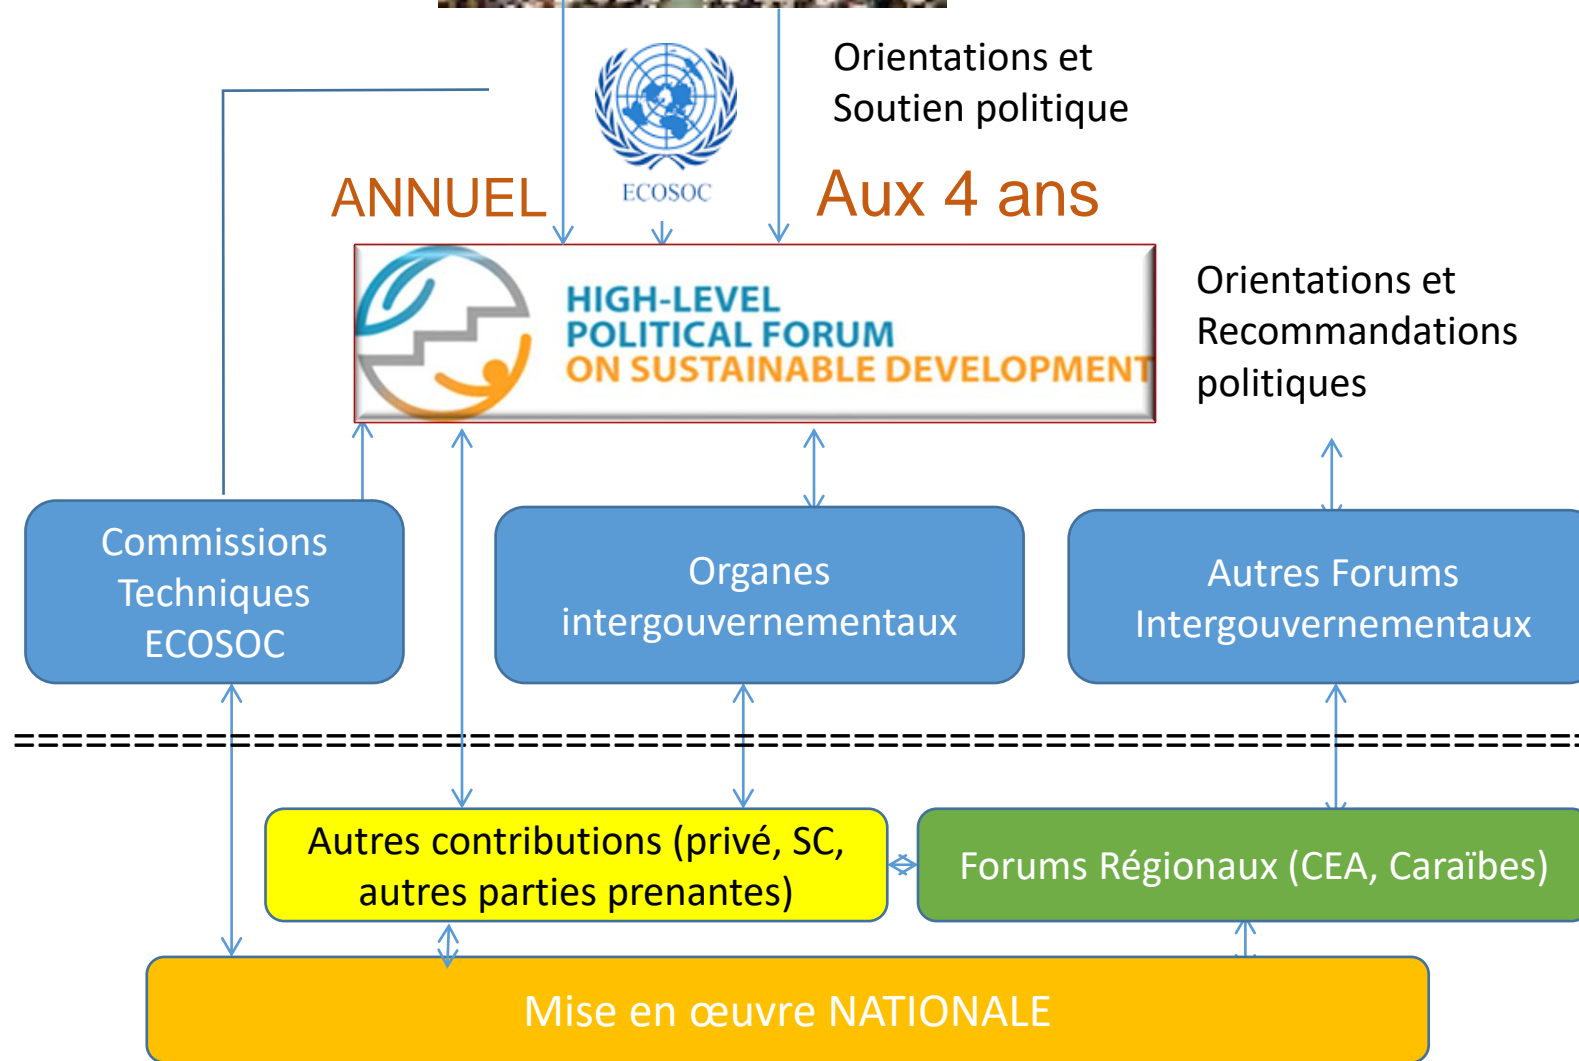 Orientations et
Soutien politique
ECOSOC
ANNUEL
Aux 4 ans
HIGH-LEVEL
POLITICAL FORUM
ON SUSTAINABLE DEVELOPMENT
Orientations et
Recommandations
politiques
Commissions
Techniques
ECOSOC
Organes
intergouvernementaux
Autres Forums
Intergouvernementaux
Autres contributions (privé, SC,
autres parties prenantes)
Forums Régionaux (CEA, Caraïbes)
Mise en œuvre NATIONALE